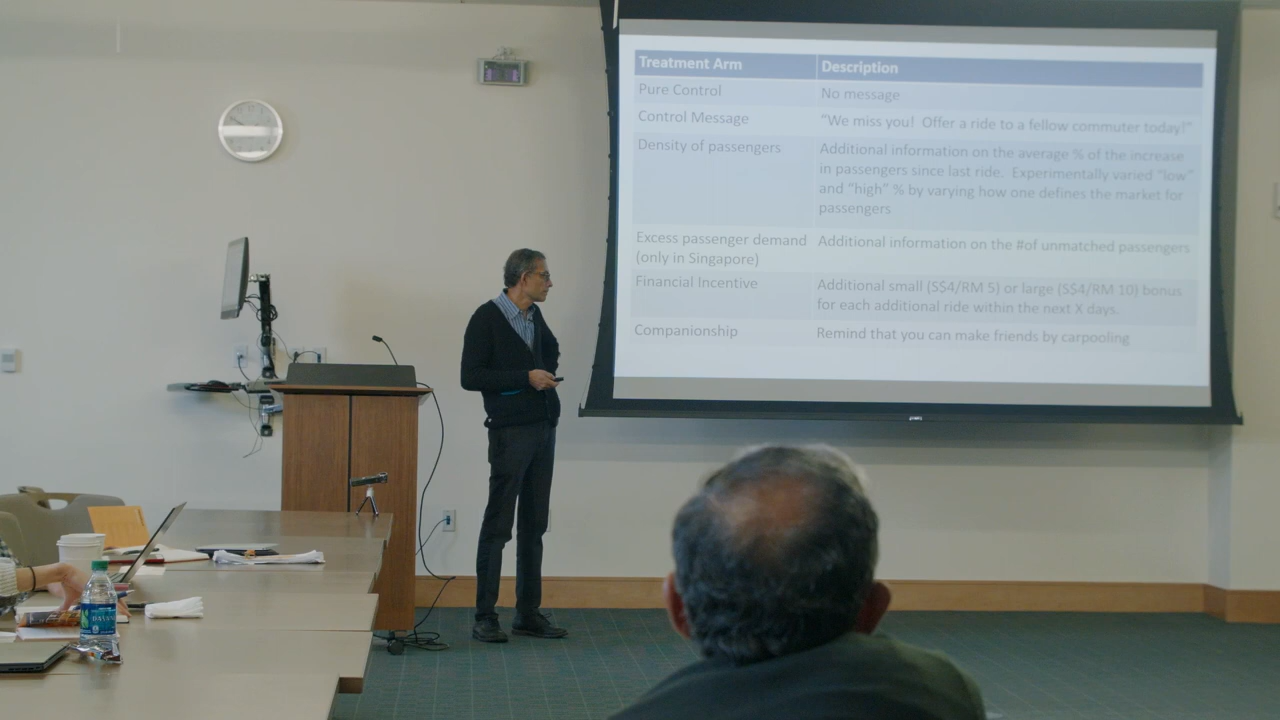 Treatment Arm Description
Pure Control No message
Control Message "We miss you! Offer a ride to a fellow commuter today!"
Density of passengers Additional information on the average % of the increase
in passengers since last ride. Experimentally varied "low"
and "high" % by varying how one defines the market for
passengers
Excess passenger demand Additional information on the #of unmatched passengers
(only in Singapore)
Financial Incentive Additional small (S$4/RM 5) or large (S$4/RM 10) bonus
for each additional ride within the next X days.
Companionship Remind that you can make friends by carpooling
DASANI